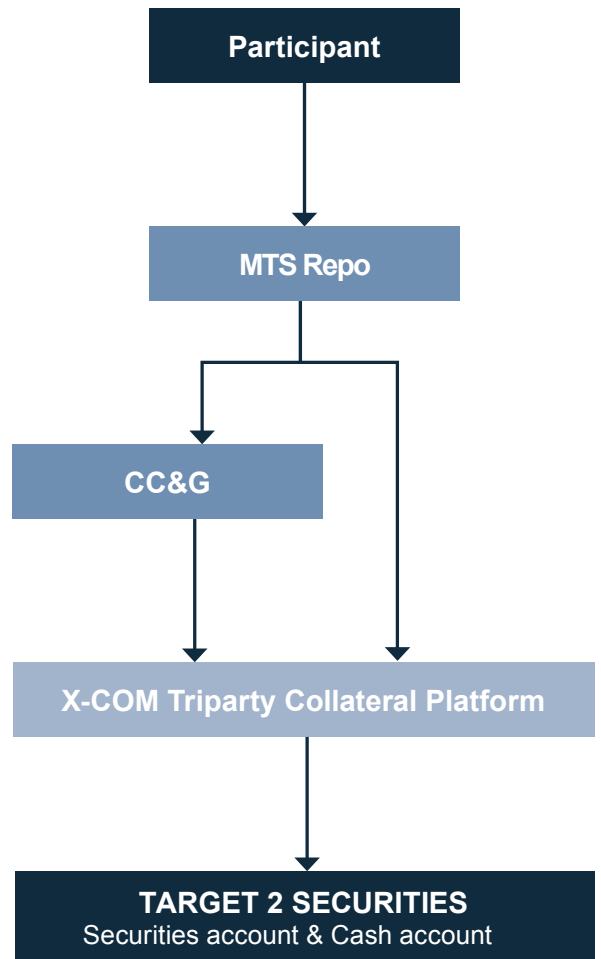 Participant
MTS Repo
CC&G
X-COM Triparty Collateral Platform
TARGET 2 SECURITIES
Securities account & Cash account